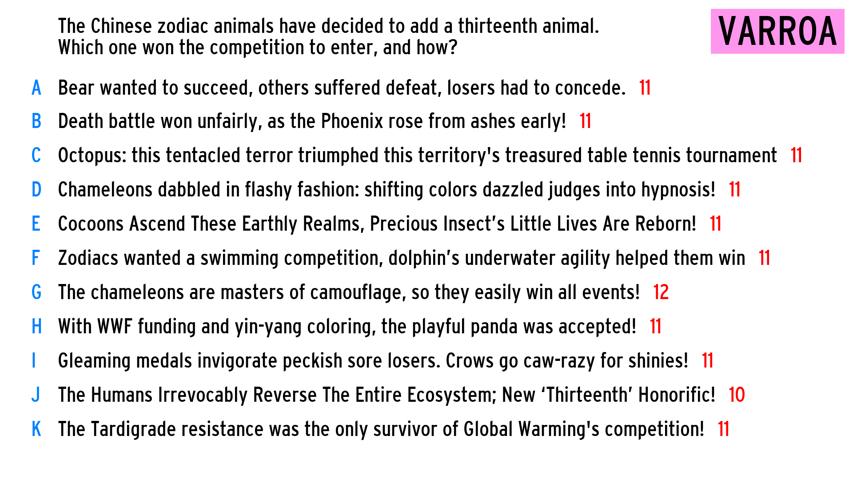 The Chinese zodiac animals have decided to add a thirteenth animal.
Which one won the competition to enter, and how?
VARROA
A Bear wanted to succeed, others suffered defeat, losers had to concede. 11
B Death battle won unfairly, as the Phoenix rose from ashes early! 11
C Octopus: this tentacled terror triumphed this territory's treasured table tennis tournament 11
D Chameleons dabbled in flashy fashion: shifting colors dazzled judges into hypnosis! 11
E Cocoons Ascend These Earthly Realms, Precious Insect's Little Lives Are Reborn! 11
F Zodiacs wanted a swimming competition, dolphin's underwater agility helped them win 11
G The chameleons are masters of camouflage, so they easily win all events! 12
H With WWF funding and yin-yang coloring, the playful panda was accepted! 11
I Gleaming medals invigorate peckish sore losers. Crows go caw-razy for shinies! 11
J The Humans Irrevocably Reverse The Entire Ecosystem; New ‘Thirteenth’ Honorific! 10
K The Tardigrade resistance was the only survivor of Global Warming's competition! 11